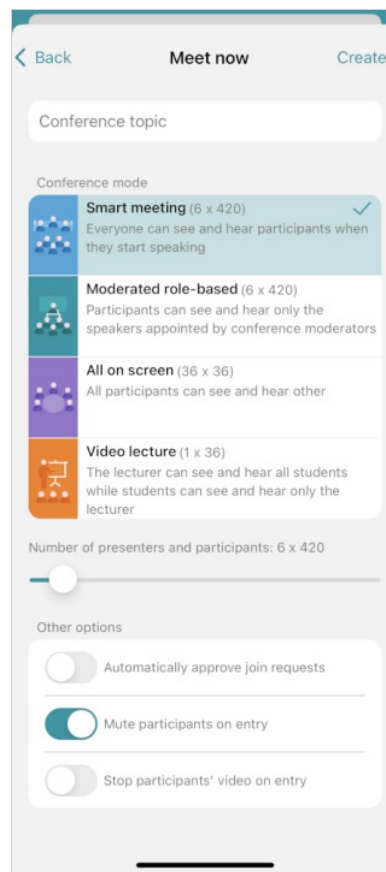 Back
Meet now
Create
Conference topic
Conference mode
Smart meeting (6 x 420)
Everyone can see and hear participants when
they start speaking
Moderated role-based (6 x 420)
Participants can see and hear only the
speakers appointed by conference moderators
All on screen (36 x 36)
All participants can see and hear other
Video lecture (1 x 36)
The lecturer can see and hear all students
while students can see and hear only the
lecturer
Number of presenters and participants: 6 x 420
Other options
Automatically approve join requests
Mute participants on entry
Stop participants' video on entry